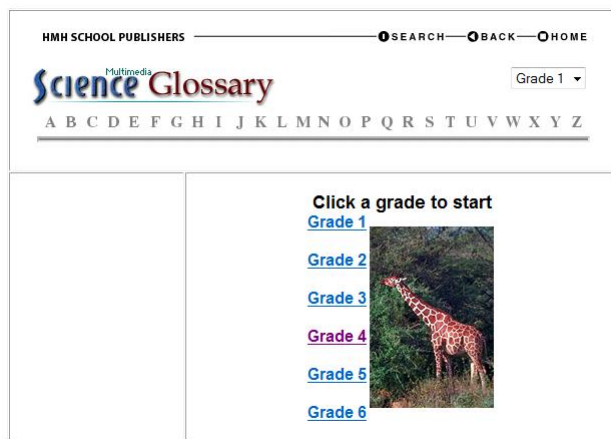 HMH SCHOOL PUBLISHERS SEARCH BACK HOME
Multimedia
Science Glossary
Grade 1
A B C D E F G H I J K L M N O P Q R S T U V W X Y Z
Click a grade to start
Grade 1
Grade 2
Grade 3
Grade 4
Grade 5
Grade 6